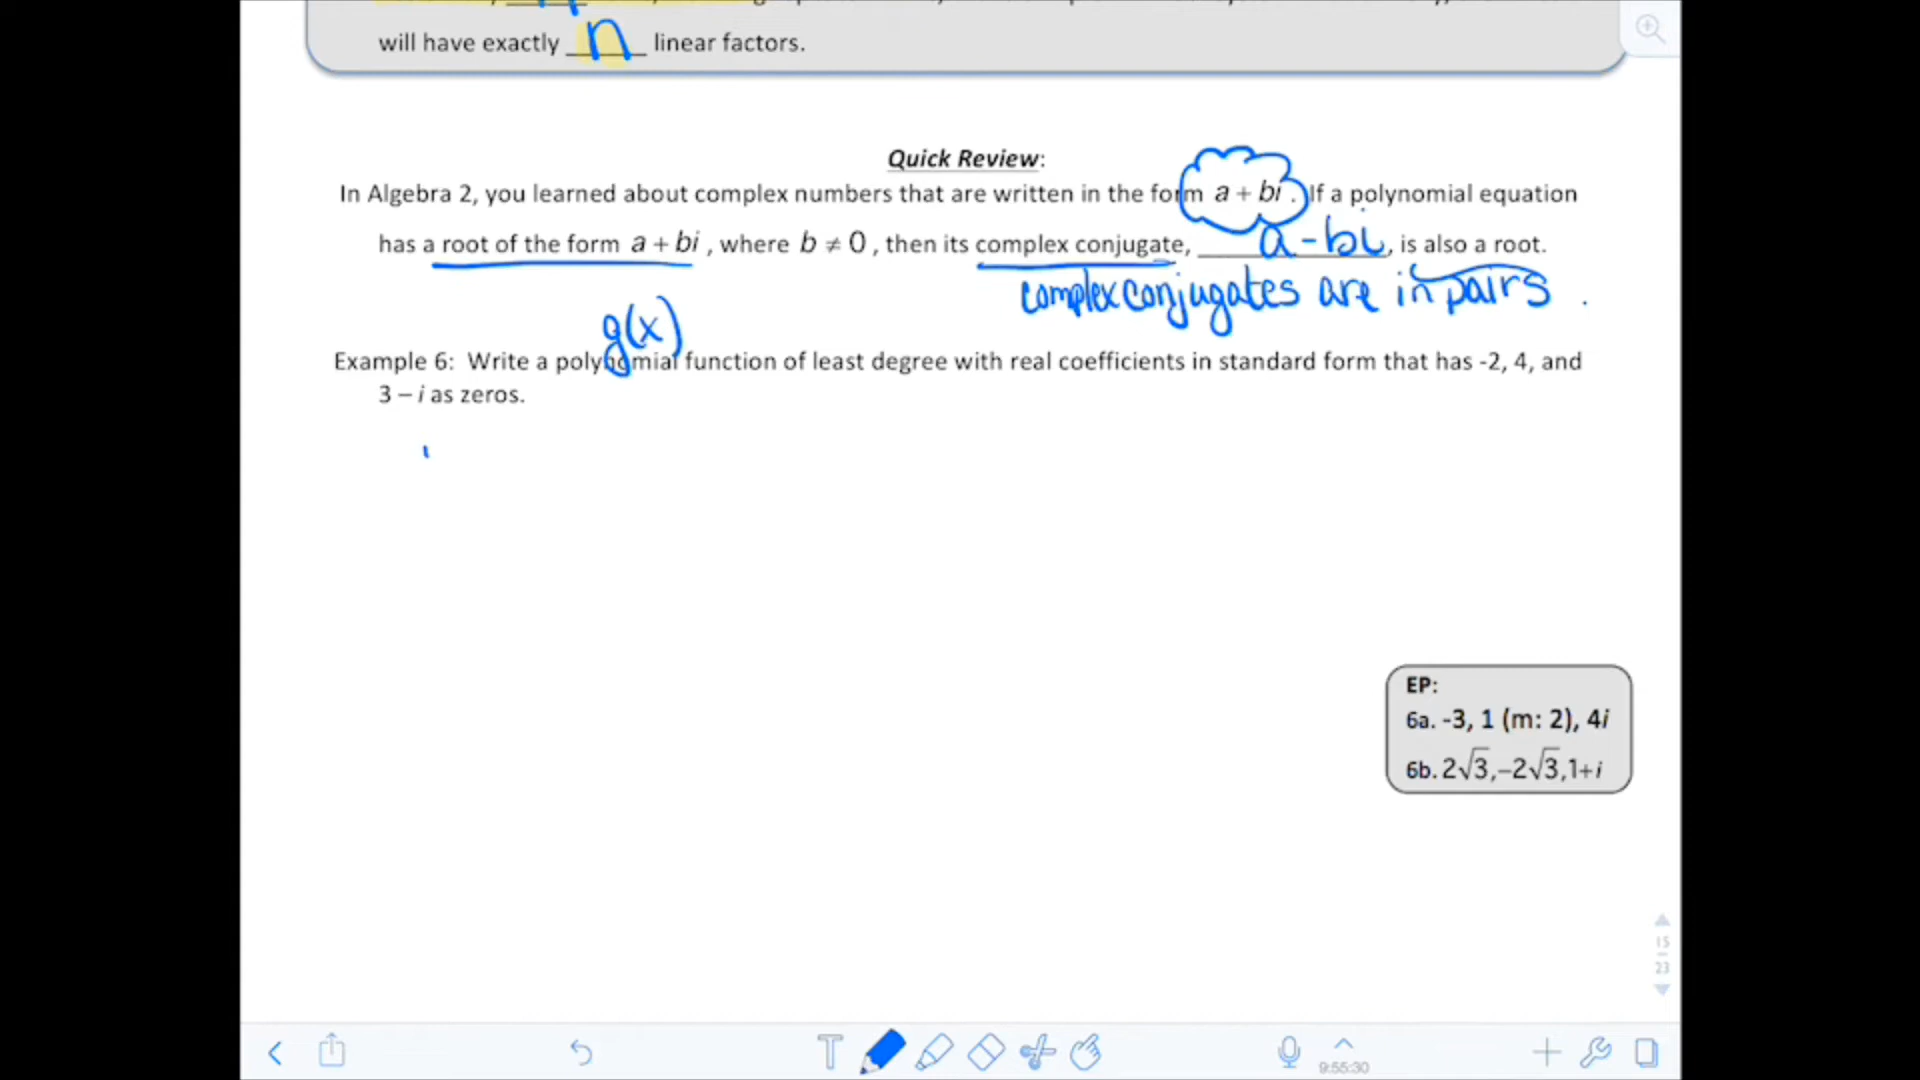 will have exactly n linear factors.
Quick Review:
In Algebra 2, you learned about complex numbers that are written in the form a + bi . If a polynomial equation
has a root of the form a + bi , where b ≠ 0 , then its complex conjugate, a - bi , is also a root.
complex conjugates are in pairs .
g(x)
Example 6: Write a polynomial function of least degree with real coefficients in standard form that has -2, 4, and
3 – i as zeros.
EP:
6a. -3, 1 (m: 2), 4i
6b. 2√3,–2√3,1+i
15
23
T
9:55:30